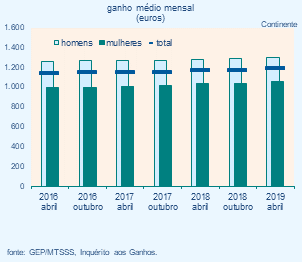 ganho médio mensal
(euros)
Continente
1.600
1.400
1.200
1.000
800
600
400
200
0
homens mulheres total
2016 2016 2017 2017 2018 2018 2019
abril outubro abril outubro abril outubro abril
fonte: GEP/MTSSS, Inquérito aos Ganhos.